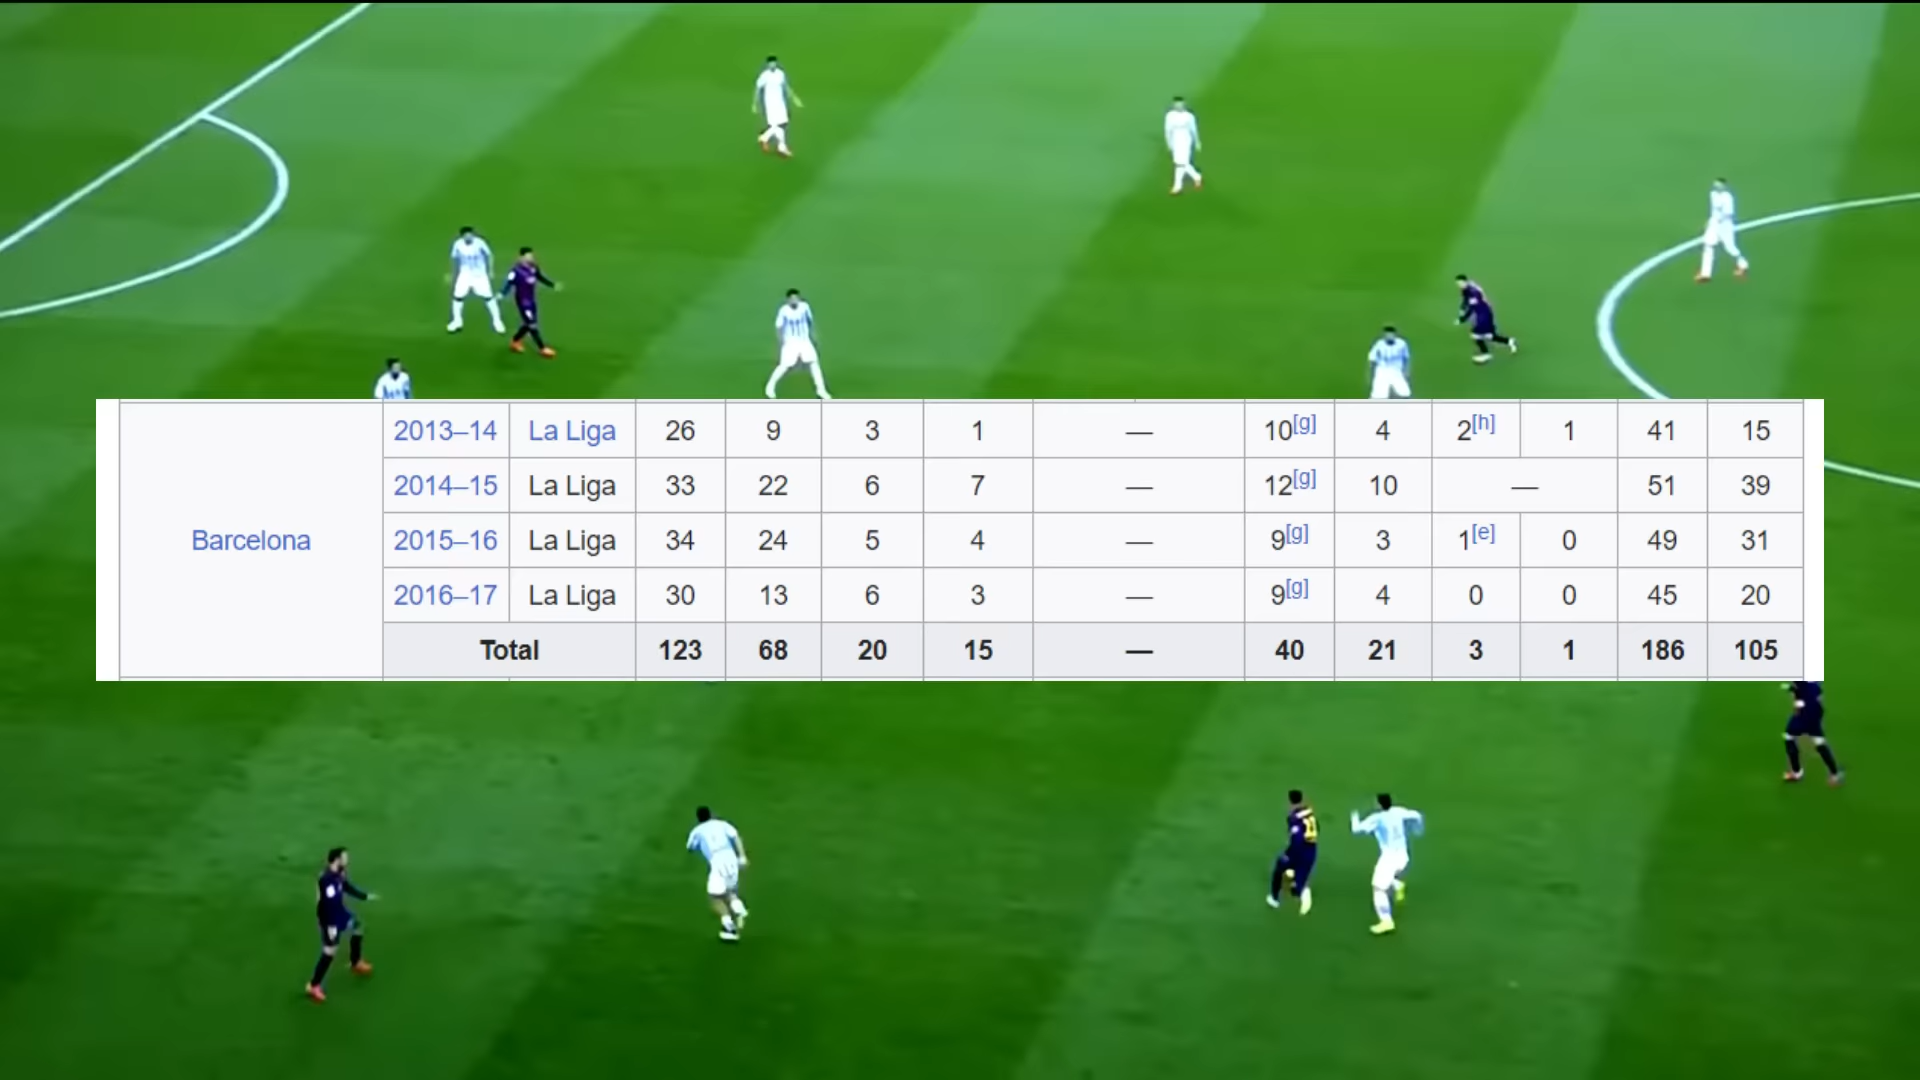 2013–14 La Liga 26 9 3 1 — 10[g] 4 2[h] 1 41 15
2014–15 La Liga 33 22 6 7 — 12[g] 10 — 51 39
Barcelona 2015–16 La Liga 34 24 5 4 — 9[g] 3 1[e] 0 49 31
2016–17 La Liga 30 13 6 3 — 9[g] 4 0 0 45 20
Total 123 68 20 15 — 40 21 3 1 186 105
11